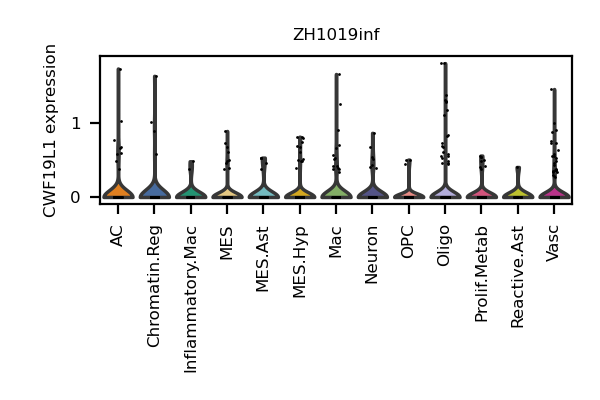 ZH1019inf
CWF19L1 expression
1
0
AC
Chromatin.Reg
Inflammatory.Mac
MES
MES.Ast
MES.Hyp
Mac
Neuron
OPC
Oligo
Prolif.Metab
Reactive.Ast
Vasc